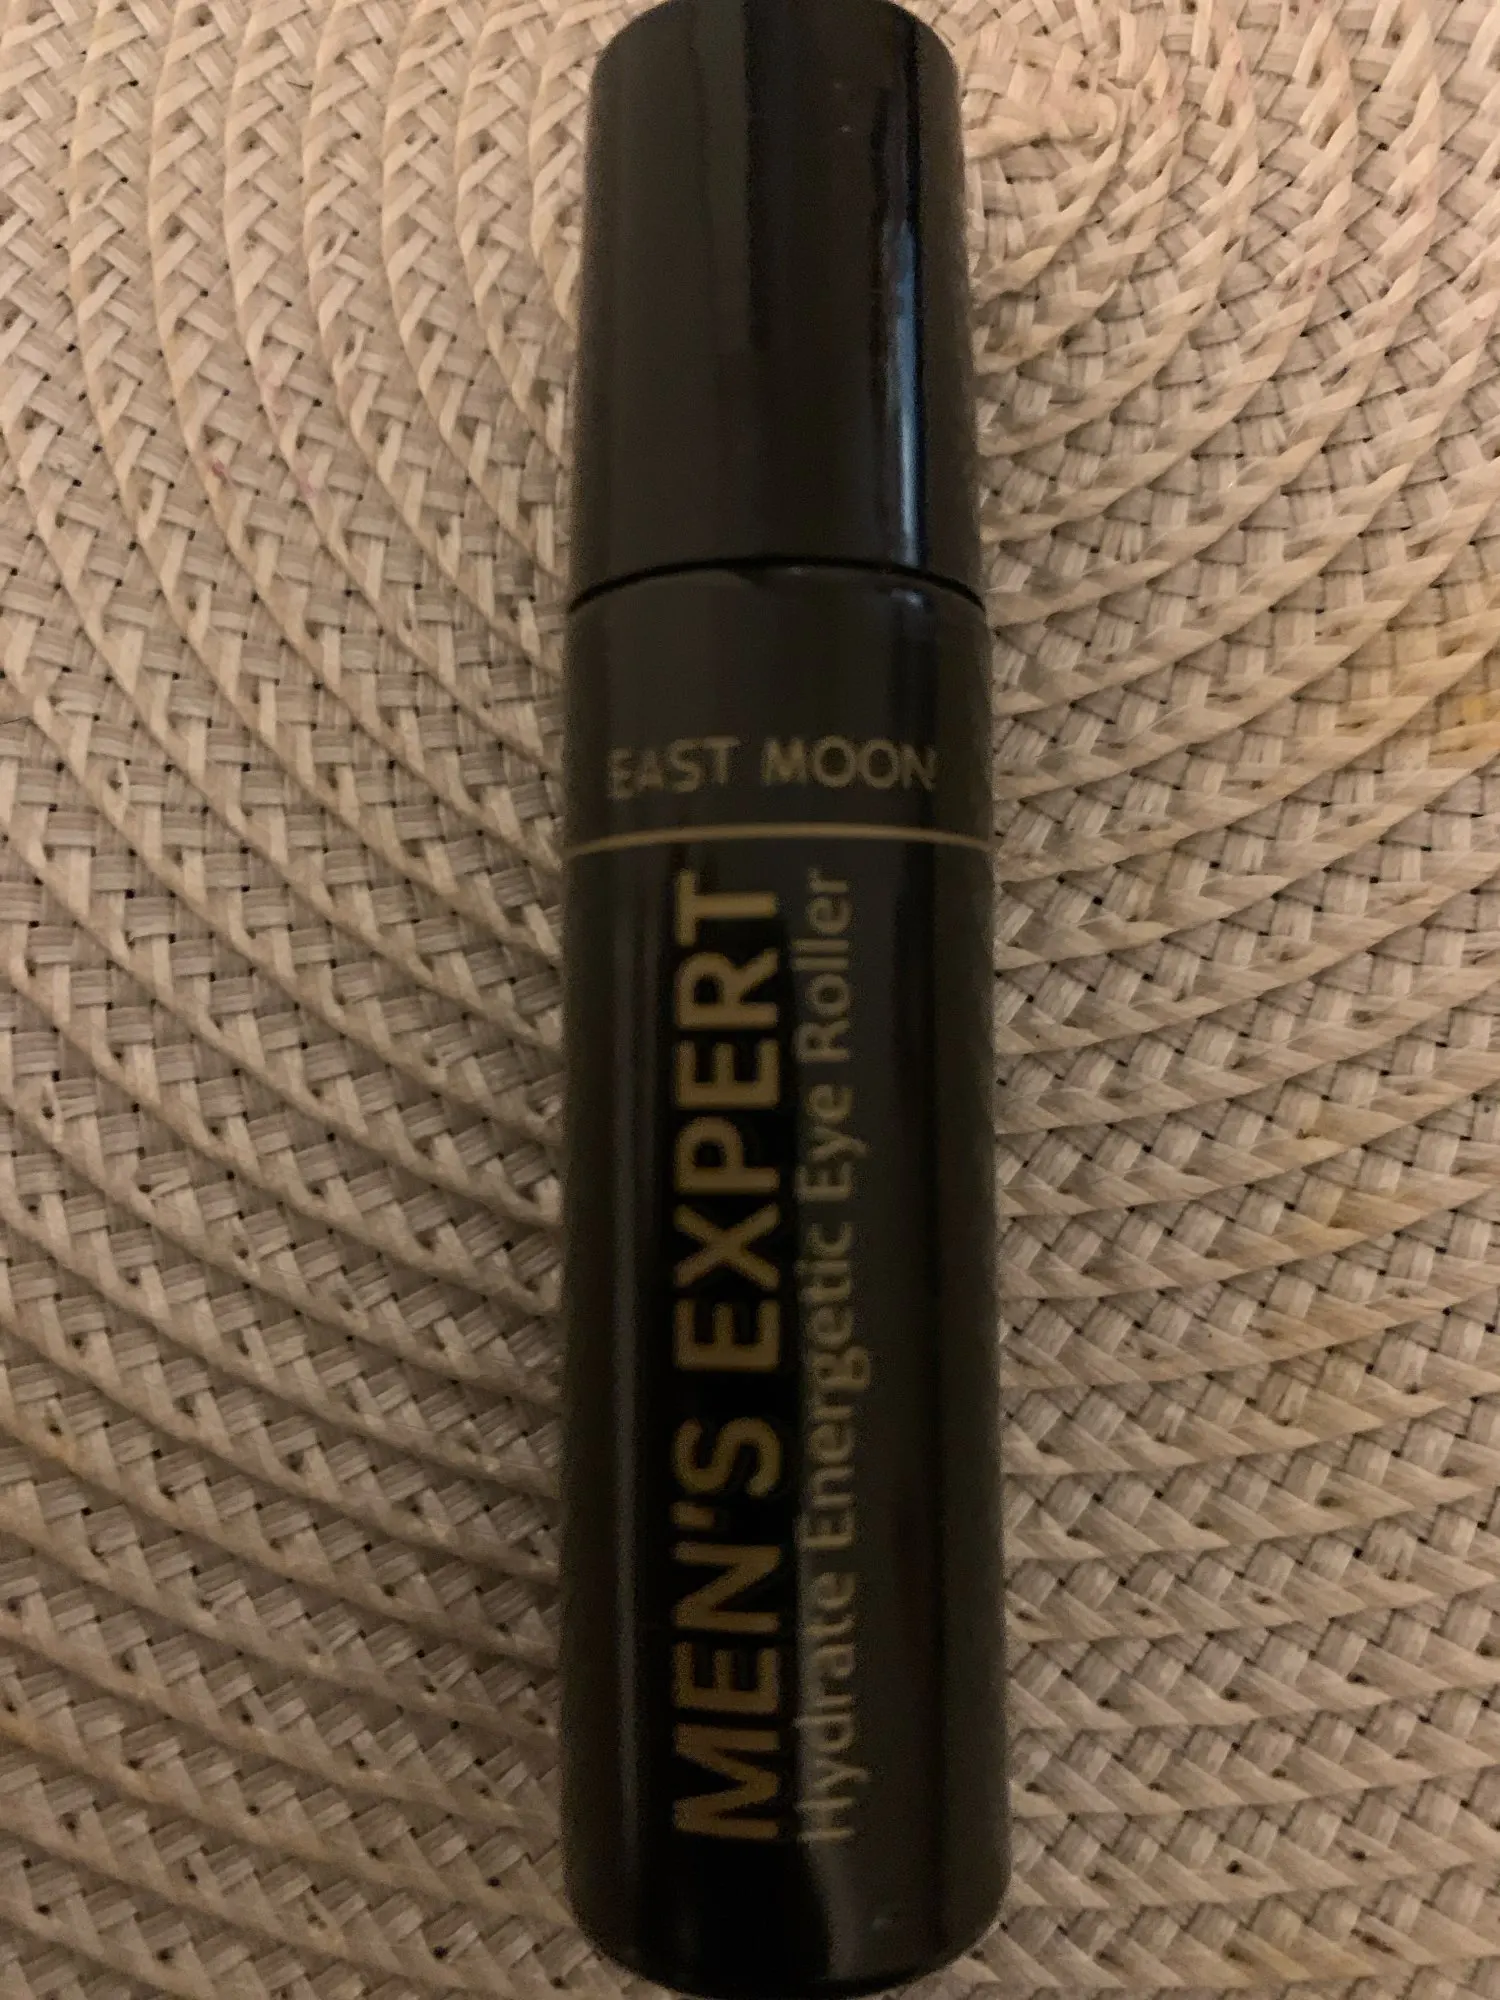 EAST MOON
MEN'S EXPERT
Hydrate Energetic Eye Roller